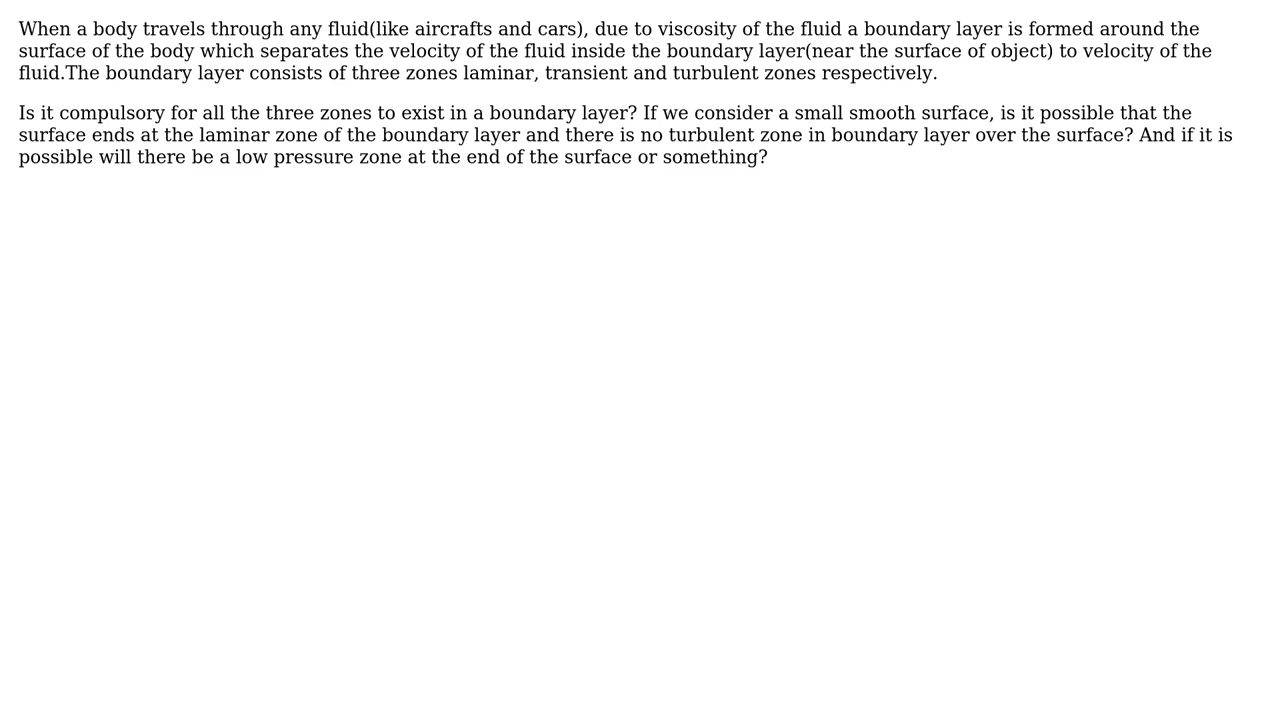 When a body travels through any fluid(like aircrafts and cars), due to viscosity of the fluid a boundary layer is formed around the
surface of the body which separates the velocity of the fluid inside the boundary layer(near the surface of object) to velocity of the
fluid.The boundary layer consists of three zones laminar, transient and turbulent zones respectively.
Is it compulsory for all the three zones to exist in a boundary layer? If we consider a small smooth surface, is it possible that the
surface ends at the laminar zone of the boundary layer and there is no turbulent zone in boundary layer over the surface? And if it is
possible will there be a low pressure zone at the end of the surface or something?